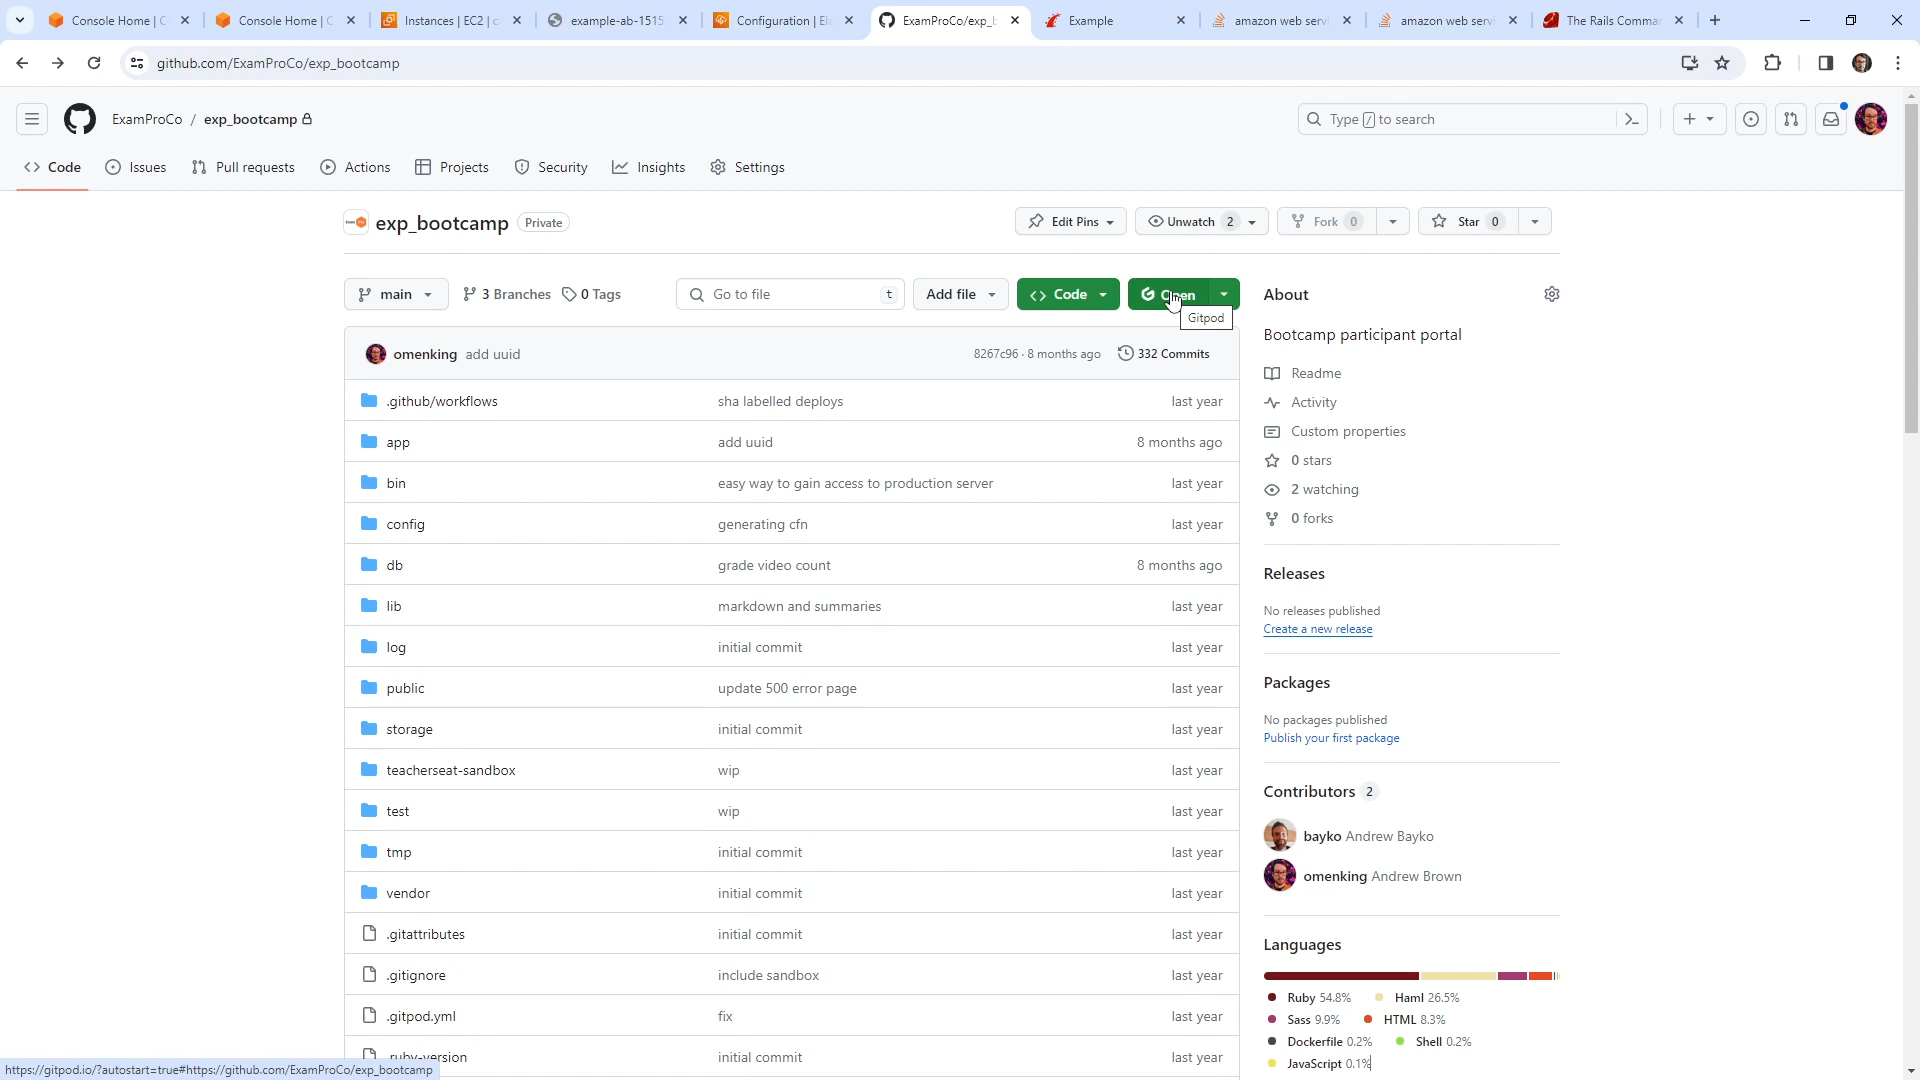 Console Home | C
Console Home | C
Instances | EC2 | c
example-ab-1515
Configuration | El
ExamProCo/exp_b
Example
amazon web serv
amazon web serv
The Rails Comma
github.com/ExamProCo/exp_bootcamp
ExamProCo / exp_bootcamp
Type / to search
Code
Issues
Pull requests
Actions
Projects
Security
Insights
Settings
exp_bootcamp
Private
Edit Pins
Unwatch 2
Fork 0
Star 0
main
3 Branches
0 Tags
Go to file
t
Add file
Code
Gitpod
omenking add uuid
8267c96 · 8 months ago
332 Commits
.github/workflows sha labelled deploys last year
app add uuid 8 months ago
bin easy way to gain access to production server last year
config generating cfn last year
db grade video count 8 months ago
lib markdown and summaries last year
log initial commit last year
public update 500 error page last year
storage initial commit last year
teacherseat-sandbox wip last year
test wip last year
tmp initial commit last year
vendor initial commit last year
.gitattributes initial commit last year
.gitignore include sandbox last year
.gitpod.yml fix last year
.ruby-version initial commit last year
About
Bootcamp participant portal
Readme
Activity
Custom properties
0 stars
2 watching
0 forks
Releases
No releases published
Create a new release
Packages
No packages published
Publish your first package
Contributors 2
bayko Andrew Bayko
omenking Andrew Brown
Languages
Ruby 54.8% Haml 26.5%
Sass 9.9% HTML 8.3%
Dockerfile 0.2% Shell 0.2%
JavaScript 0.1%
https://gitpod.io/?autostart=true#https://github.com/ExamProCo/exp_bootcamp